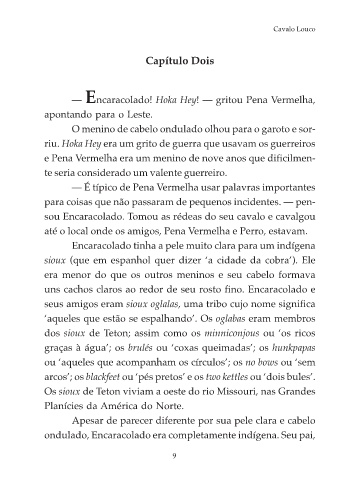 Cavalo Louco
Capítulo Dois
— Encaracolado! Hoka Hey! — gritou Pena Vermelha,
apontando para o Leste.
O menino de cabelo ondulado olhou para o garoto e sor-
riu. Hoka Hey era um grito de guerra que usavam os guerreiros
e Pena Vermelha era um menino de nove anos que dificilmen-
te seria considerado um valente guerreiro.
— É típico de Pena Vermelha usar palavras importantes
para coisas que não passaram de pequenos incidentes. — pen-
sou Encaracolado. Tomou as rédeas do seu cavalo e cavalgou
até o local onde os amigos, Pena Vermelha e Perro, estavam.
Encaracolado tinha a pele muito clara para um indígena
sioux (que em espanhol quer dizer ‘a cidade da cobra’). Ele
era menor do que os outros meninos e seu cabelo formava
uns cachos claros ao redor de seu rosto fino. Encaracolado e
seus amigos eram sioux oglalas, uma tribo cujo nome significa
‘aqueles que estão se espalhando’. Os oglabas eram membros
dos sioux de Teton; assim como os minniconjous ou ‘os ricos
graças à água’; os brulés ou ‘coxas queimadas’; os hunkpapas
ou ‘aqueles que acompanham os círculos’; os no bows ou ‘sem
arcos’; os blackfeet ou ‘pés pretos’ e os two kettles ou ‘dois bules’.
Os sioux de Teton viviam a oeste do rio Missouri, nas Grandes
Planícies da América do Norte.
Apesar de parecer diferente por sua pele clara e cabelo
ondulado, Encaracolado era completamente indígena. Seu pai,
9